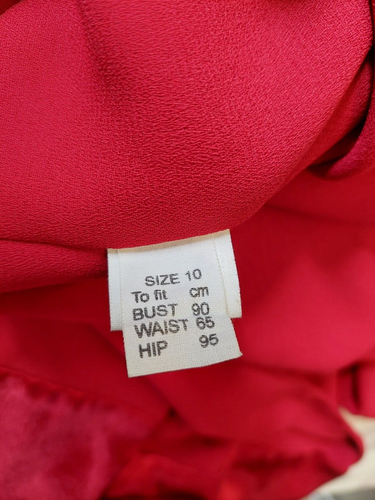 SIZE 10
To fit cm
BUST 90
WAIST 65
HIP 95